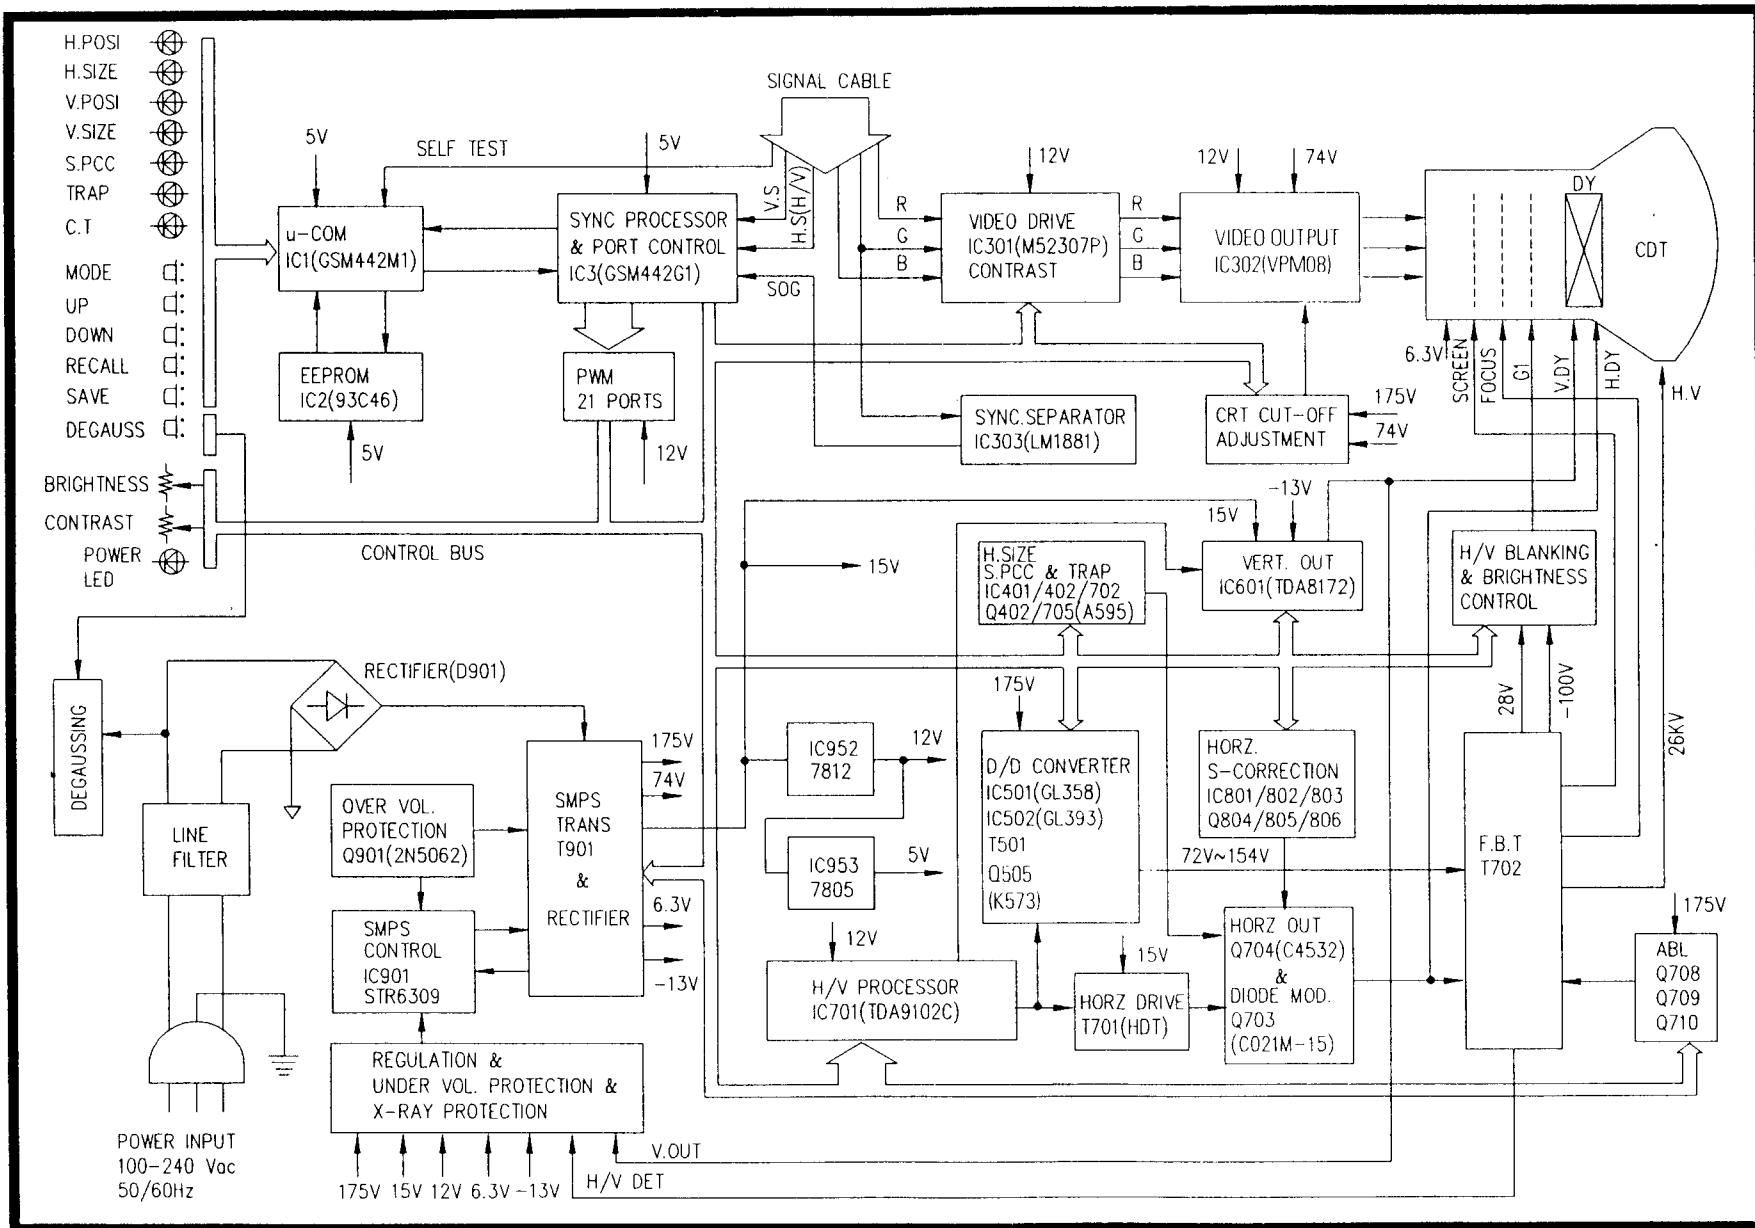 H.POSI
H.SIZE
V.POSI
V.SIZE
S.PCC
TRAP
C.T
MODE
UP
DOWN
RECALL
SAVE
DEGAUSS
BRIGHTNESS
CONTRAST
POWER
LED
SIGNAL CABLE
SELF TEST
5V
u-COM
IC1(GSM442M1)
EEPROM
IC2(93C46)
5V
5V
SYNC PROCESSOR
& PORT CONTROL
IC3(GSM442G1)
V.S
H.S(H/V)
SOG
PWM
21 PORTS
12V
CONTROL BUS
R
G
B
12V
VIDEO DRIVE
IC301(M52307P)
CONTRAST
R
G
B
12V
74V
VIDEO OUTPUT
IC302(VPM08)
DY
CDT
6.3V
SCREEN
FOCUS
G1
V.DY
H.DY
H.V
SYNC.SEPARATOR
IC303(LM1881)
CRT CUT-OFF
ADJUSTMENT
175V
74V
15V
-13V
15V
VERT. OUT
IC601(TDA8172)
H.SIZE
S.PCC & TRAP
IC401/402/702
Q402/705(A595)
H/V BLANKING
& BRIGHTNESS
CONTROL
28V
-100V
26KV
DEGAUSSING
RECTIFIER(D901)
LINE
FILTER
OVER VOL.
PROTECTION
Q901(2N5062)
SMPS
CONTROL
IC901
STR6309
SMPS
TRANS
T901
&
RECTIFIER
175V
74V
6.3V
-13V
IC952
7812
12V
IC953
7805
5V
175V
D/D CONVERTER
IC501(GL358)
IC502(GL393)
T501
Q505
(K573)
HORZ.
S-CORRECTION
IC801/802/803
Q804/805/806
72V~154V
F.B.T
T702
12V
H/V PROCESSOR
IC701(TDA9102C)
15V
HORZ DRIVE
T701(HDT)
HORZ OUT
Q704(C4532)
&
DIODE MOD.
Q703
(C021M-15)
175V
ABL
Q708
Q709
Q710
REGULATION &
UNDER VOL. PROTECTION &
X-RAY PROTECTION
175V 15V 12V 6.3V -13V
H/V DET
V.OUT
POWER INPUT
100-240 Vac
50/60Hz